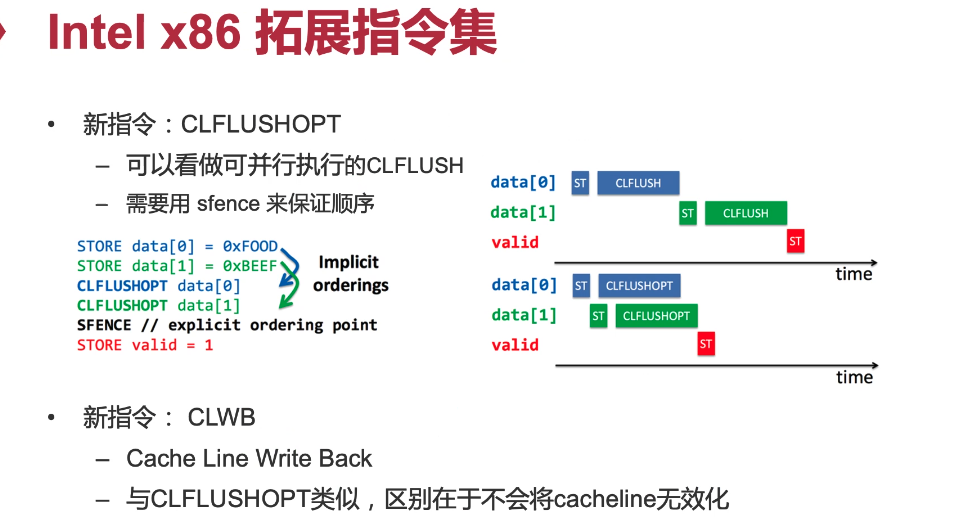 Intel x86 拓展指令集
• 新指令：CLFLUSHOPT
– 可以看做可并行执行的CLFLUSH
– 需要用 sfence 来保证顺序
STORE data[0] = 0xFOOD
STORE data[1] = 0xBEEF
CLFLUSHOPT data[0]
CLFLUSHOPT data[1]
SFENCE // explicit ordering point
STORE valid = 1
Implicit
orderings
data[0] ST CLFLUSH
data[1] ST CLFLUSH
valid ST
time
data[0] ST CLFLUSHOPT
data[1] ST CLFLUSHOPT
valid ST
time
• 新指令： CLWB
– Cache Line Write Back
– 与CLFLUSHOPT类似，区别在于不会将cacheline无效化